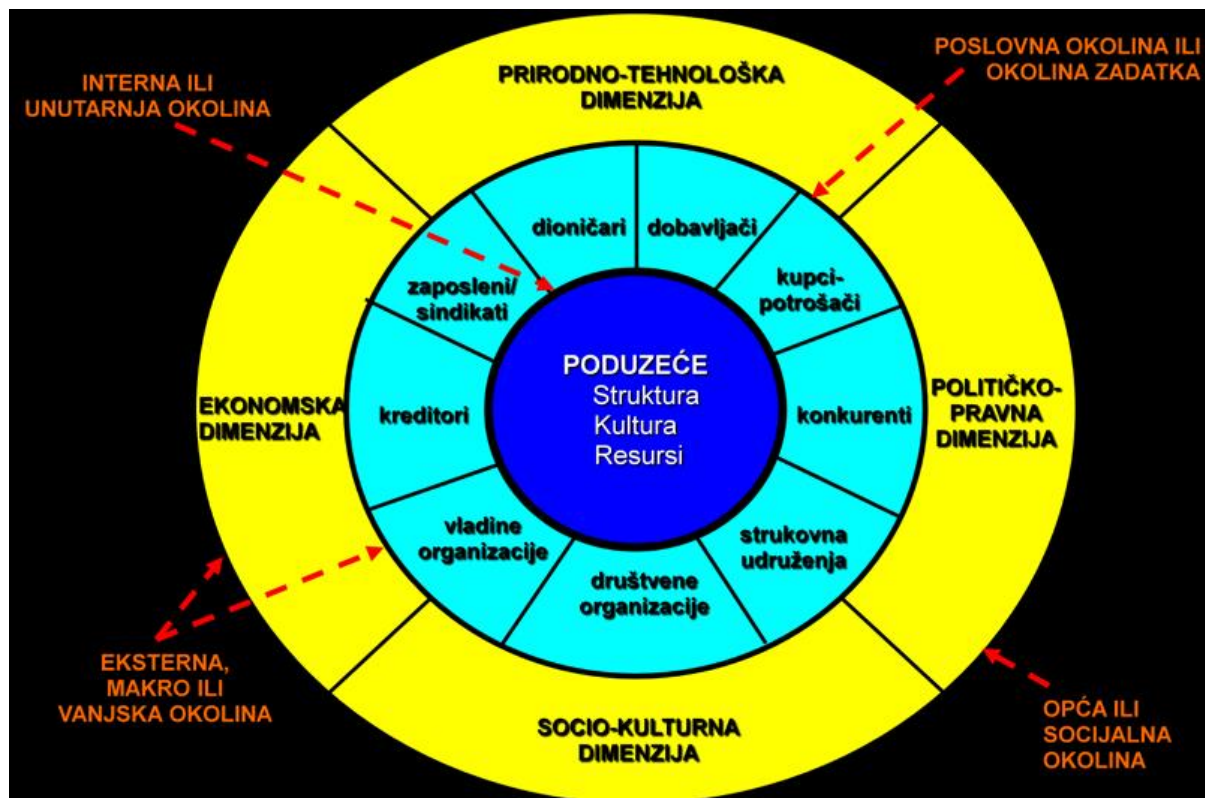 PRIRODNO-TEHNOLOŠKA
DIMENZIJA
POSLOVNA OKOLINA ILI
OKOLINA ZADATKA
INTERNA ILI
UNUTARNJA OKOLINA
dioničari
dobavljači
zaposleni/
sindikati
kupci-
potrošači
PODUZEĆE
Struktura
Kultura
Resursi
EKONOMSKA
DIMENZIJA
kreditori
konkurenti
POLITIČKO-
PRAVNA
DIMENZIJA
vladine
organizacije
društvene
organizacije
strukovna
udruženja
EKSTERNA,
MAKRO ILI
VANJSKA OKOLINA
SOCIO-KULTURNA
DIMENZIJA
OPĆA ILI
SOCIJALNA
OKOLINA